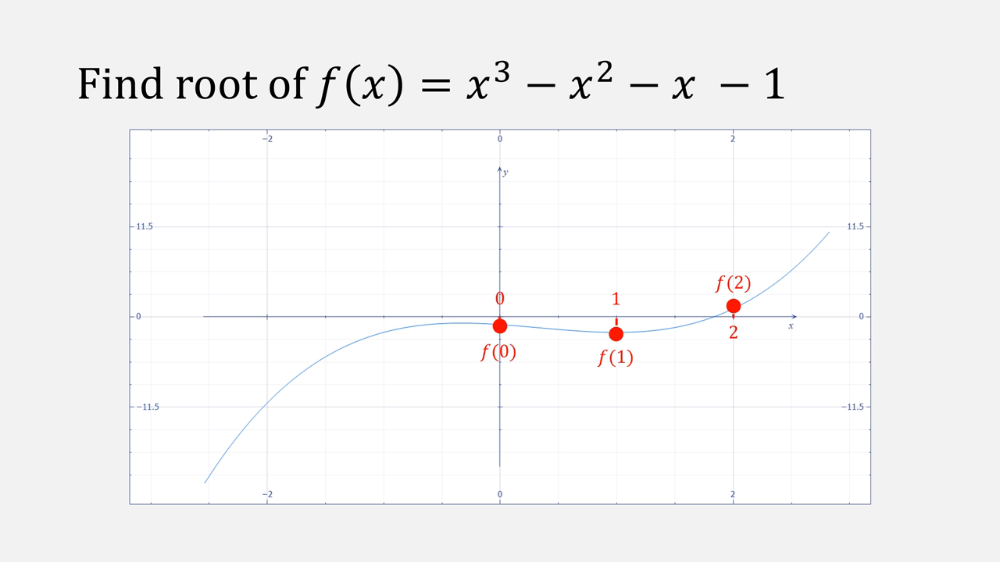 Find root of 𝑓(𝑥) = 𝑥³ − 𝑥² − 𝑥 − 1
−2 0 2
y
11.5 11.5
𝑓(2)
0 1
0 0
x
2
𝑓(0) 𝑓(1)
−11.5 −11.5
−2 0 2